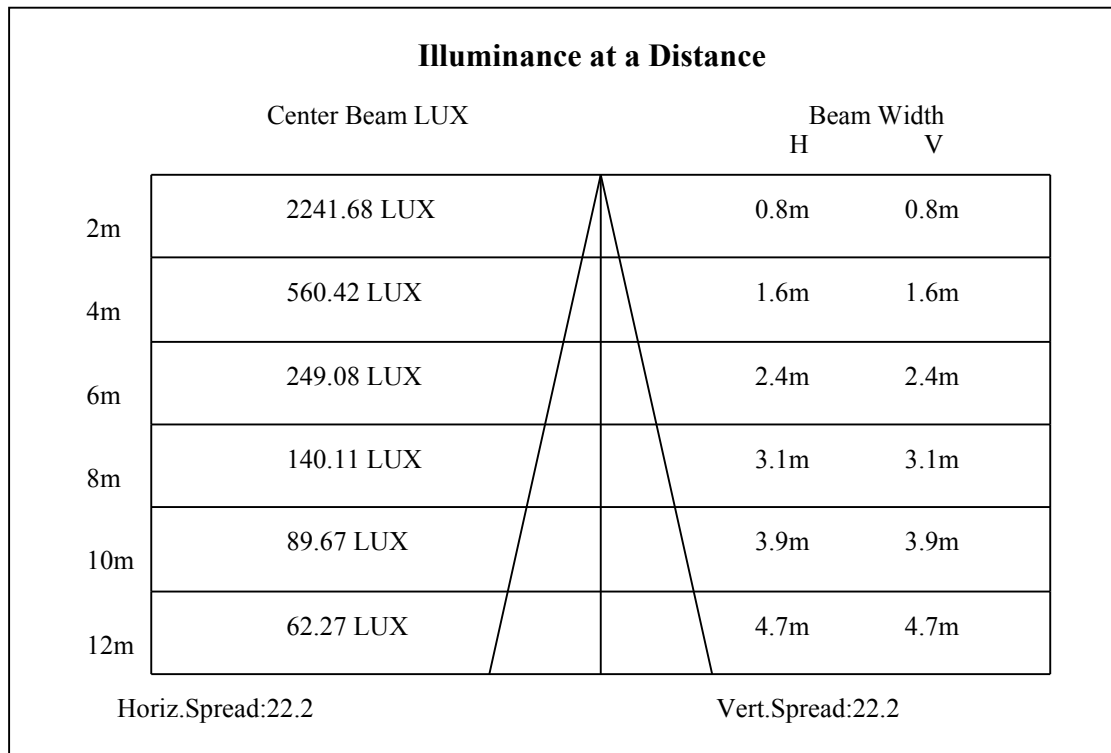 Illuminance at a Distance
Center Beam LUX Beam Width
H V
2m 2241.68 LUX 0.8m 0.8m
4m 560.42 LUX 1.6m 1.6m
6m 249.08 LUX 2.4m 2.4m
8m 140.11 LUX 3.1m 3.1m
10m 89.67 LUX 3.9m 3.9m
12m 62.27 LUX 4.7m 4.7m
Horiz.Spread:22.2 Vert.Spread:22.2